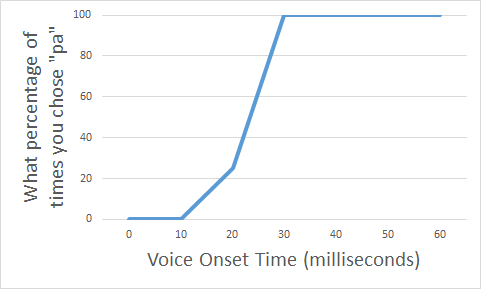 What percentage of
times you chose "pa"
100
80
60
40
20
0
0 10 20 30 40 50 60
Voice Onset Time (milliseconds)